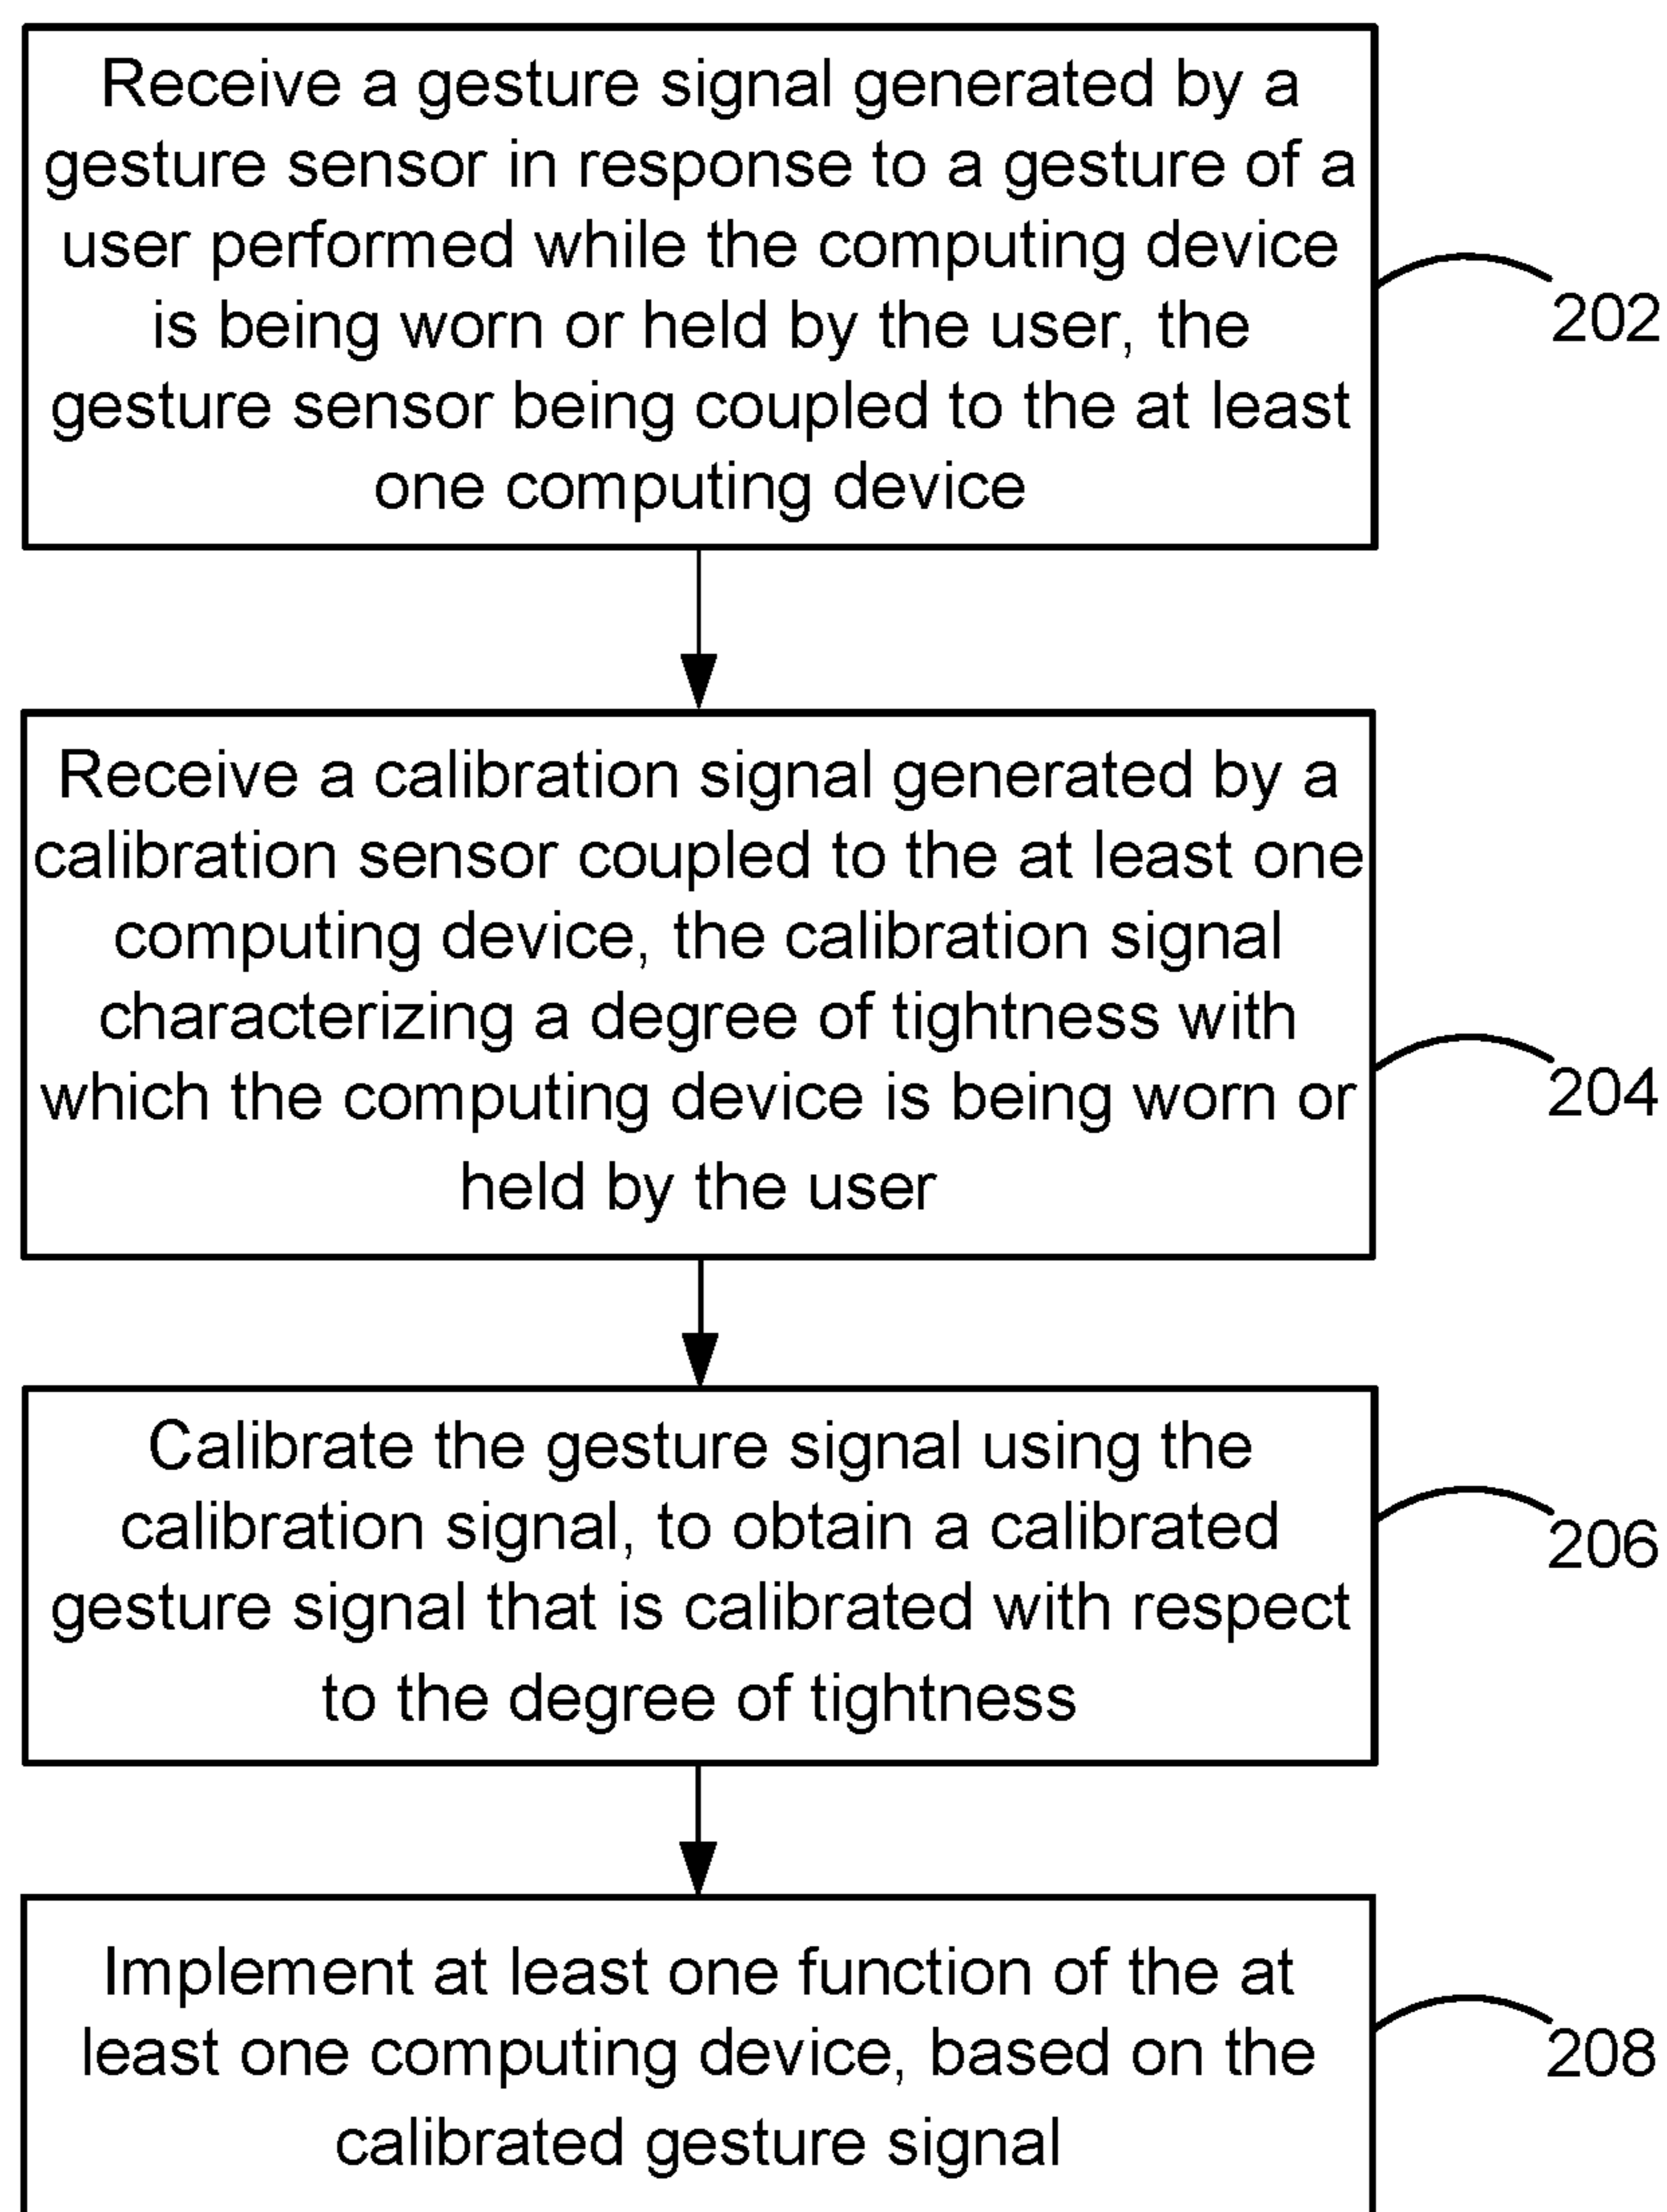 Receive a gesture signal generated by a
gesture sensor in response to a gesture of a
user performed while the computing device
is being worn or held by the user, the
gesture sensor being coupled to the at least
one computing device
202
Receive a calibration signal generated by a
calibration sensor coupled to the at least one
computing device, the calibration signal
characterizing a degree of tightness with
which the computing device is being worn or
held by the user
204
Calibrate the gesture signal using the
calibration signal, to obtain a calibrated
gesture signal that is calibrated with respect
to the degree of tightness
206
Implement at least one function of the at
least one computing device, based on the
calibrated gesture signal
208